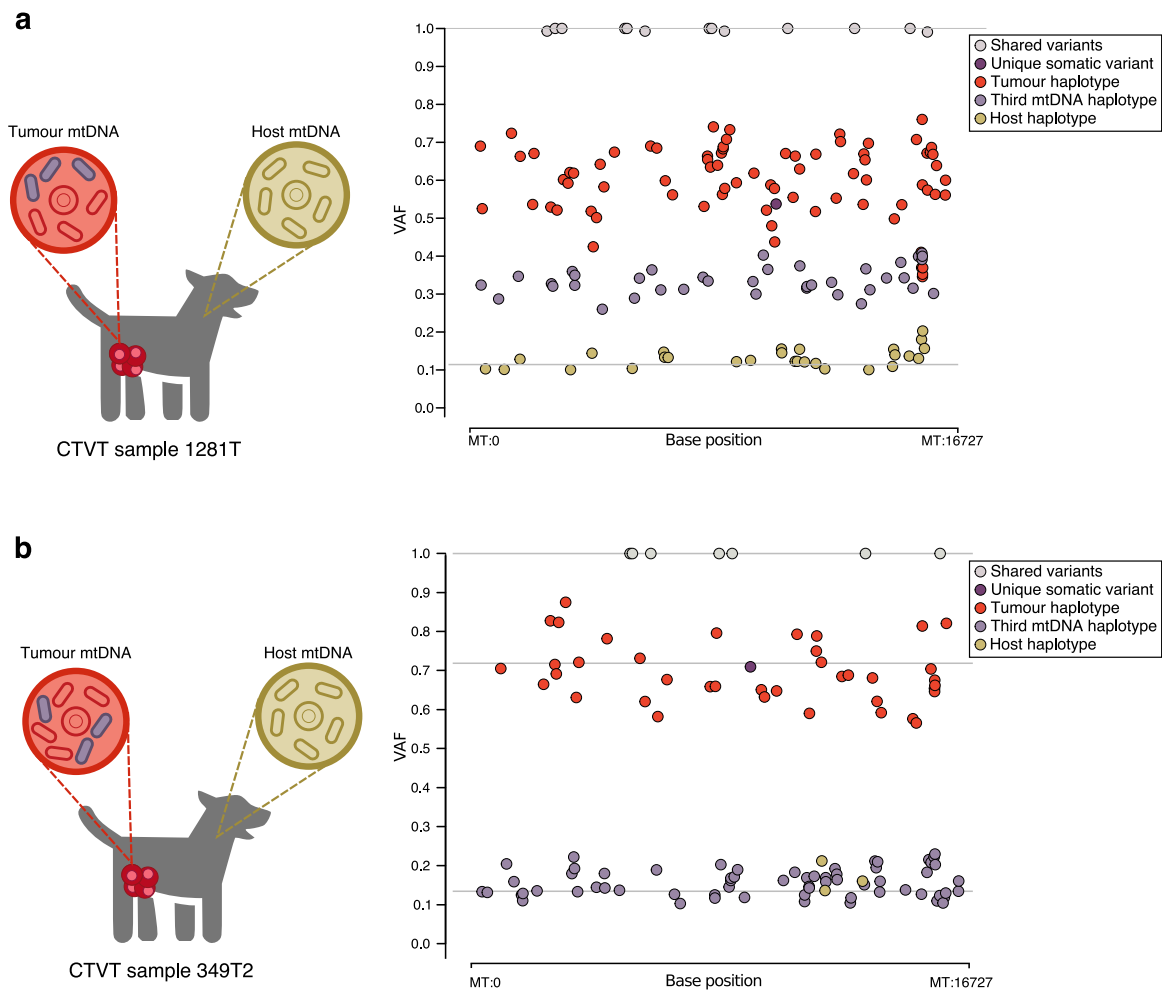 a
Tumour mtDNA
Host mtDNA
CTVT sample 1281T
VAF
1.0
0.9
0.8
0.7
0.6
0.5
0.4
0.3
0.2
0.1
0.0
MT:0
Base position
MT:16727
Shared variants
Unique somatic variant
Tumour haplotype
Third mtDNA haplotype
Host haplotype
b
Tumour mtDNA
Host mtDNA
CTVT sample 349T2
VAF
1.0
0.9
0.8
0.7
0.6
0.5
0.4
0.3
0.2
0.1
0.0
MT:0
Base position
MT:16727
Shared variants
Unique somatic variant
Tumour haplotype
Third mtDNA haplotype
Host haplotype